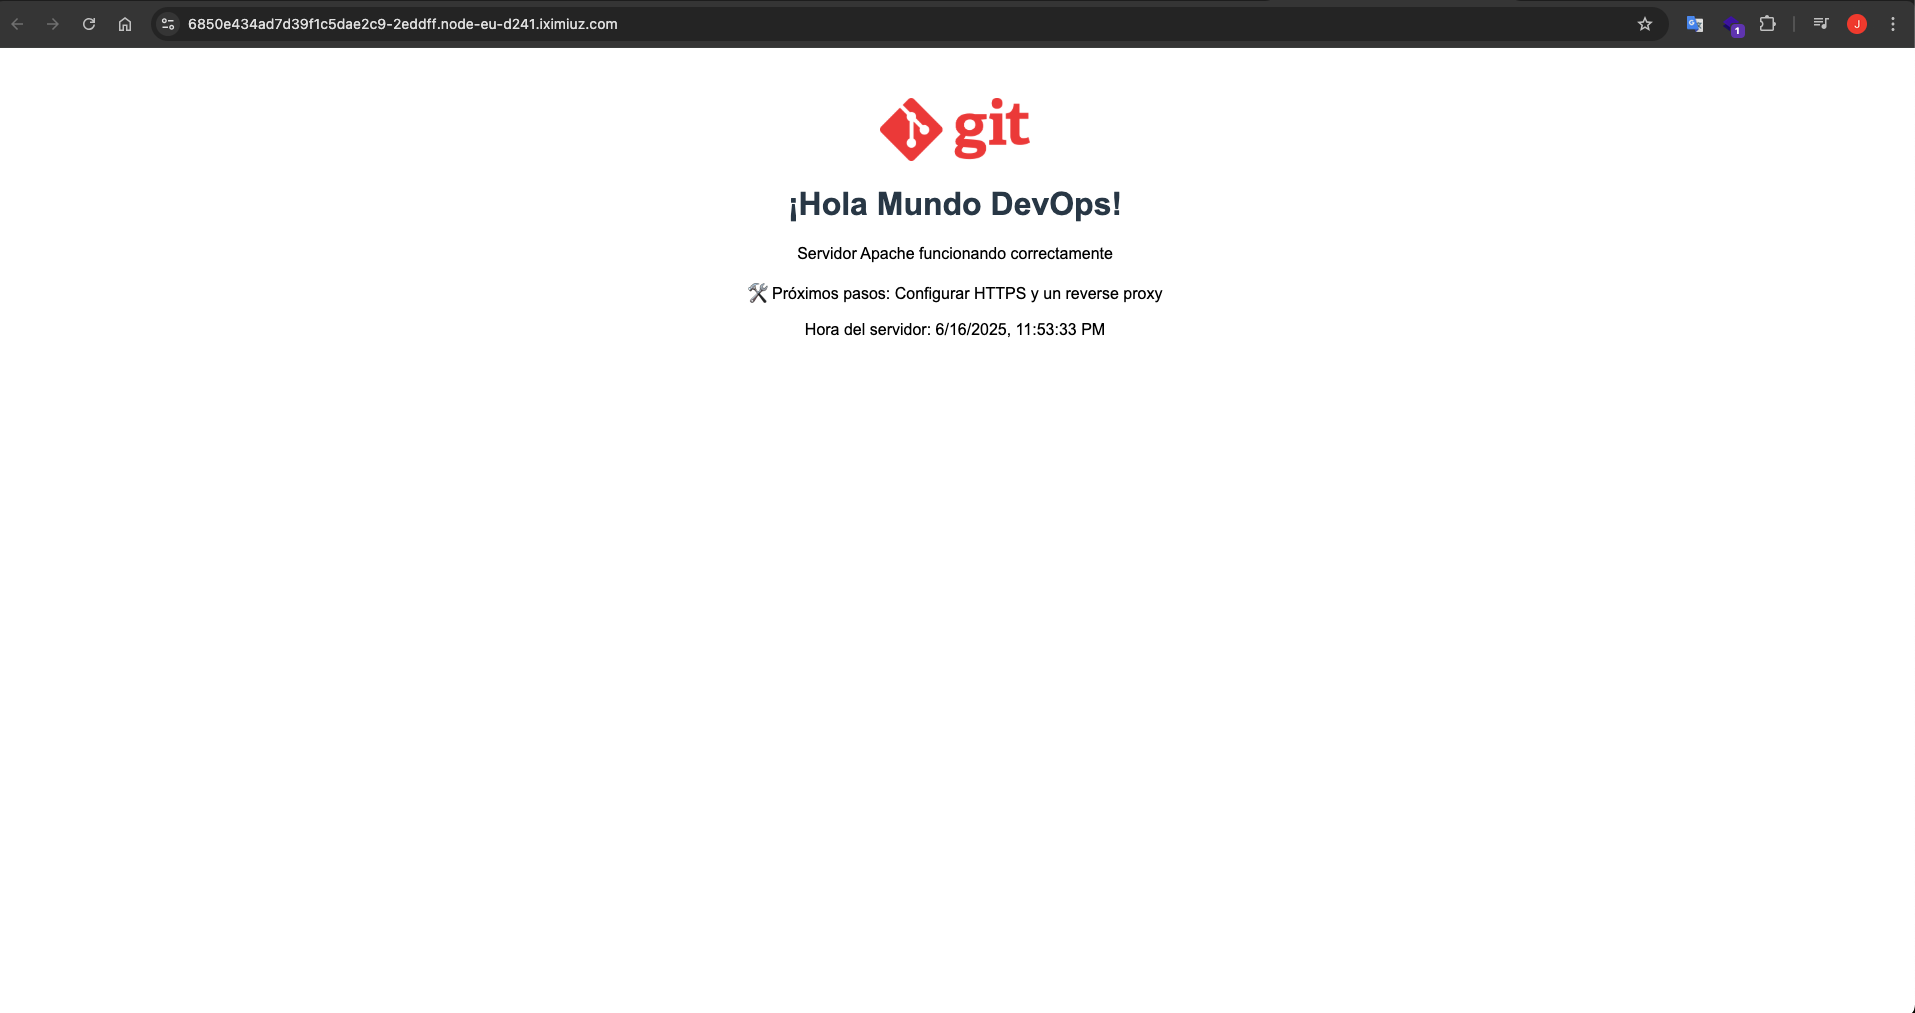 6850e434ad7d39f1c5dae2c9-2eddff.node-eu-d241.iximiuz.com
1
J
git
¡Hola Mundo DevOps!
Servidor Apache funcionando correctamente
🛠️ Próximos pasos: Configurar HTTPS y un reverse proxy
Hora del servidor: 6/16/2025, 11:53:33 PM